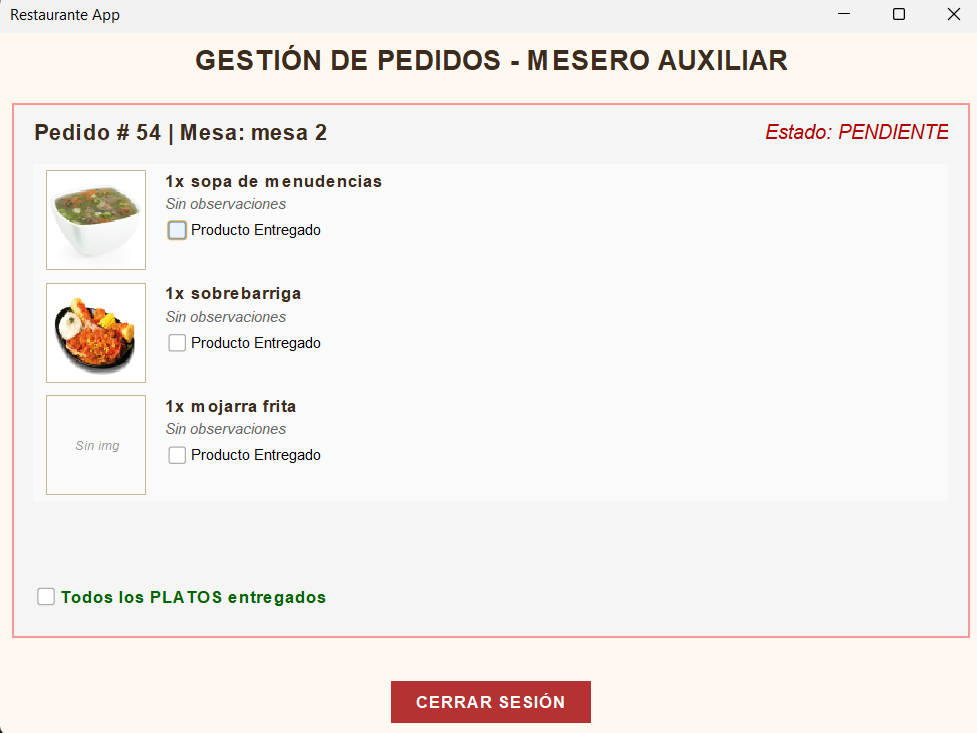 Restaurante App
GESTIÓN DE PEDIDOS - MESERO AUXILIAR
Pedido # 54 | Mesa: mesa 2
Estado: PENDIENTE
1x sopa de menudencias
Sin observaciones
Producto Entregado
1x sobrebarriga
Sin observaciones
Producto Entregado
Sin img
1x mojarra frita
Sin observaciones
Producto Entregado
Todos los PLATOS entregados
CERRAR SESIÓN